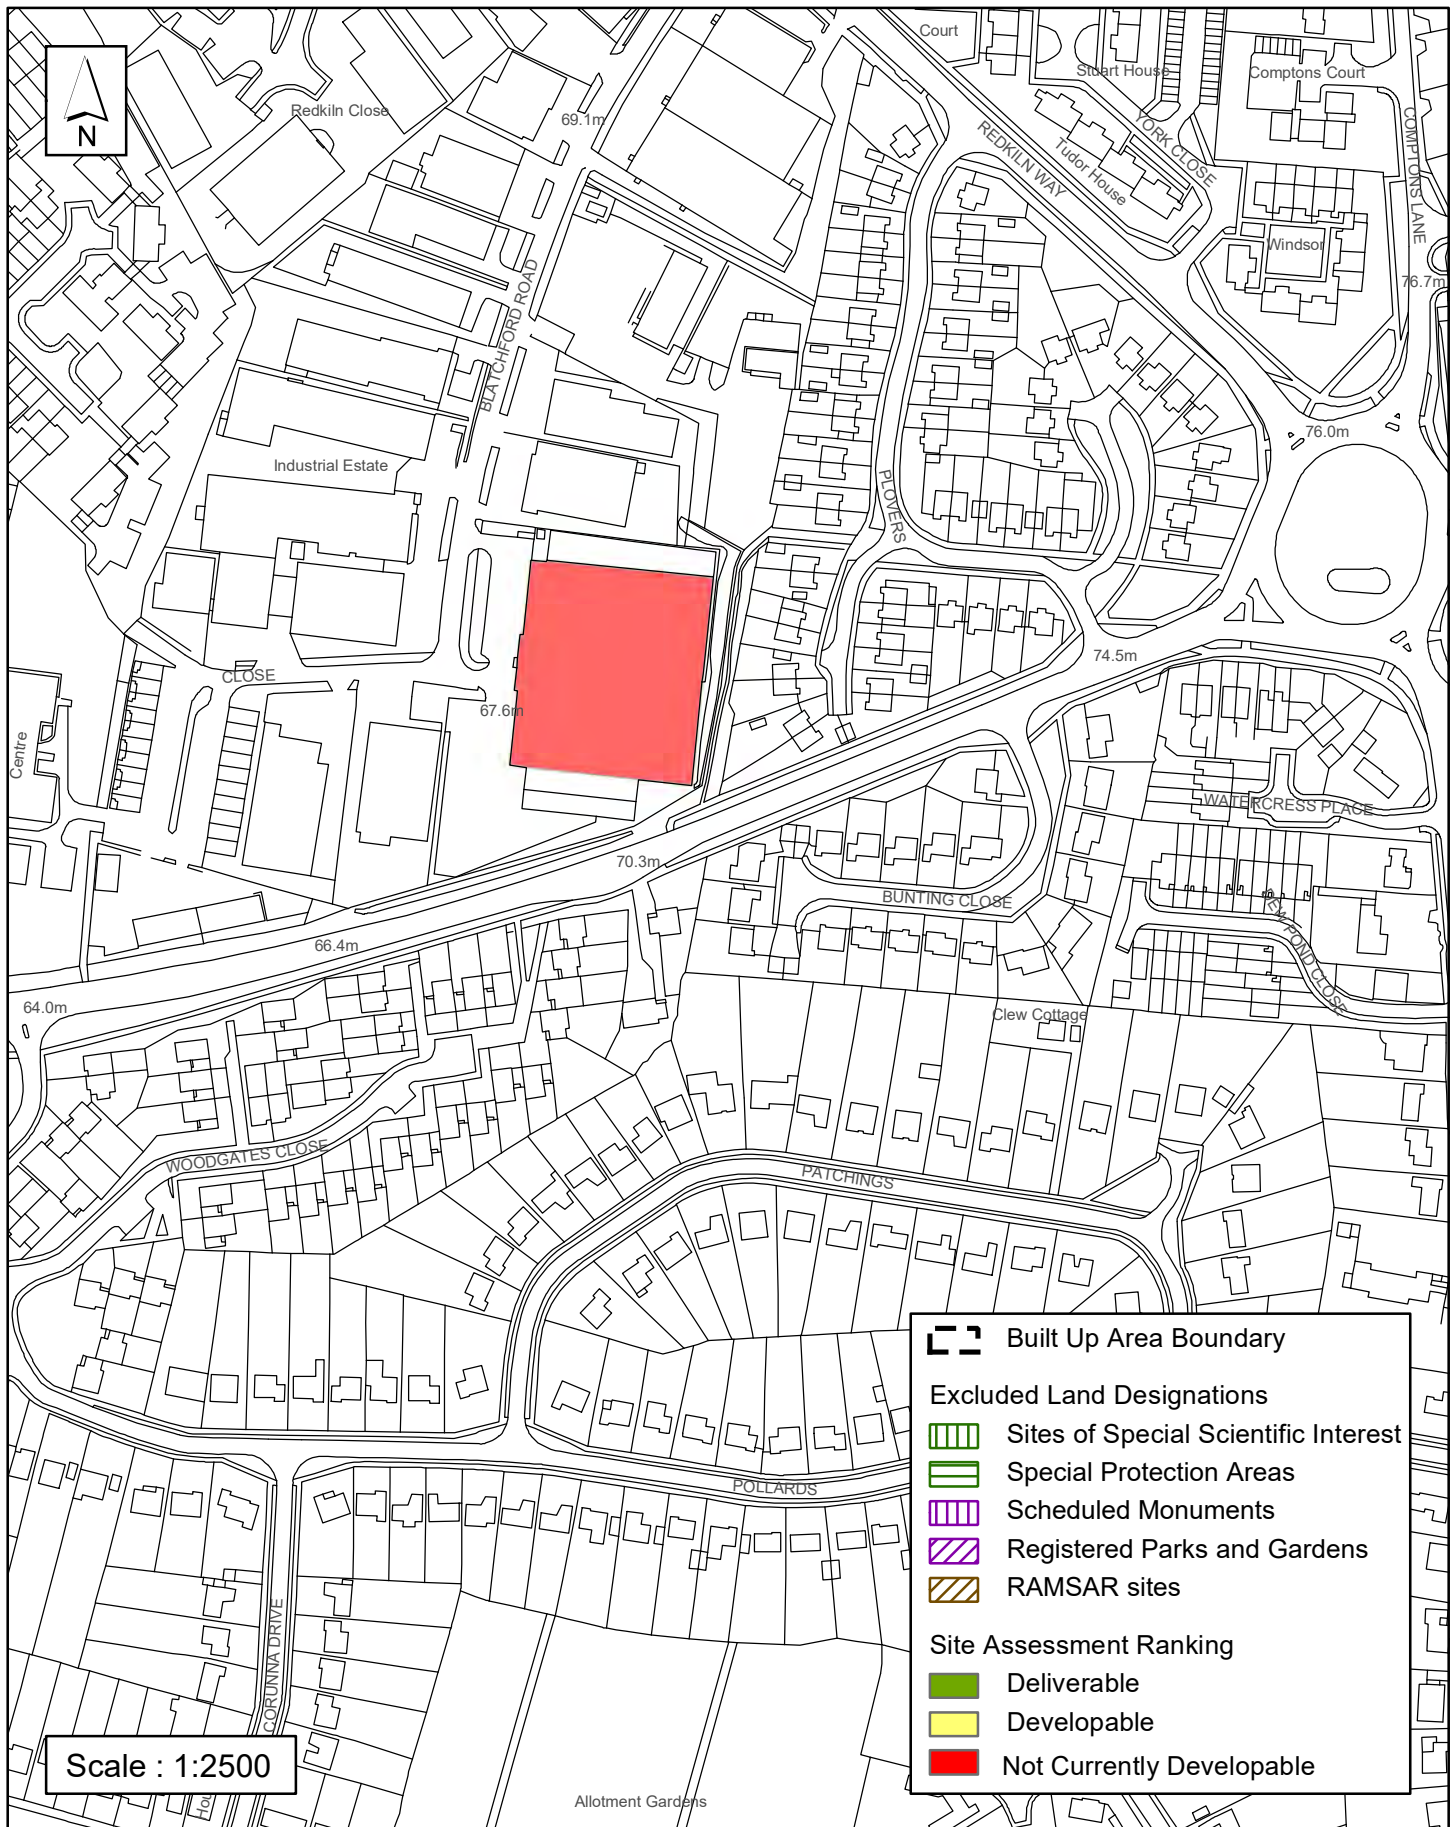 Court
Stuart House
Comptons Court
Redkiln Close
69.1m
YORK CLOSE
COMPTONS LANE
REDKILN WAY
Tudor House
N
Windsor
76.7m
BLATCHFORD ROAD
76.0m
Industrial Estate
PLOVERS
74.5m
CLOSE
67.6m
Centre
WATERCRESS PLACE
70.3m
BUNTING CLOSE
DEW POND CLOSE
66.4m
64.0m
Clew Cottage
WOODGATES CLOSE
PATCHINGS
POLLARDS
CORUNNA DRIVE
Hou
Allotment Gardens
Scale : 1:2500
Built Up Area Boundary
Excluded Land Designations
Sites of Special Scientific Interest
Special Protection Areas
Scheduled Monuments
Registered Parks and Gardens
RAMSAR sites
Site Assessment Ranking
Deliverable
Developable
Not Currently Developable